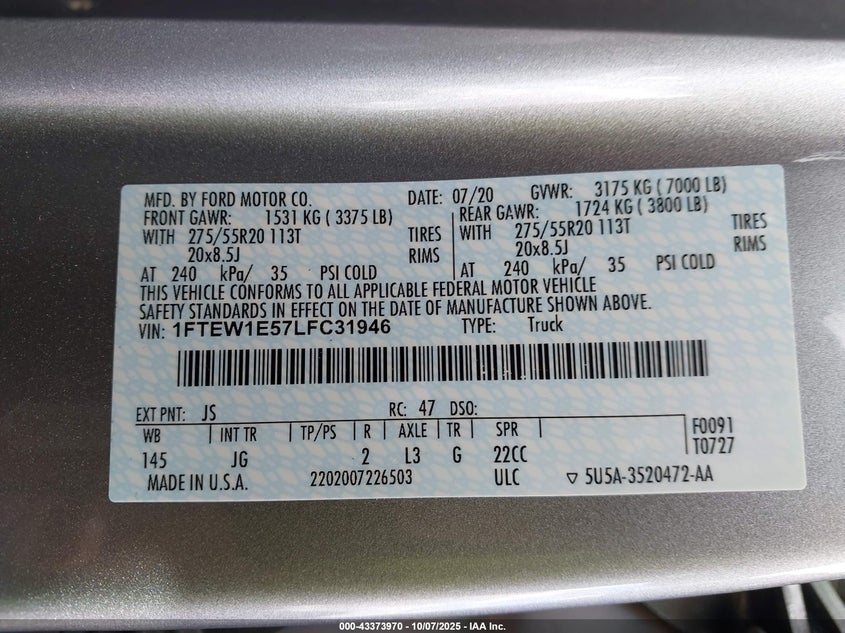 MFD. BY FORD MOTOR CO. DATE: 07/20 GVWR: 3175 KG ( 7000 LB)
FRONT GAWR: 1531 KG ( 3375 LB) REAR GAWR: 1724 KG ( 3800 LB)
WITH 275/55R20 113T TIRES WITH 275/55R20 113T TIRES
20x8.5J RIMS 20x8.5J RIMS
AT 240 kPa/ 35 PSI COLD AT 240 kPa/ 35 PSI COLD
THIS VEHICLE CONFORMS TO ALL APPLICABLE FEDERAL MOTOR VEHICLE
SAFETY STANDARDS IN EFFECT ON THE DATE OF MANUFACTURE SHOWN ABOVE.
VIN: 1FTEW1E57LFC31946 TYPE: Truck
EXT PNT: JS RC: 47 DSO:
WB INT TR TP/PS R AXLE TR SPR F0091
145 JG 2 L3 G 22CC T0727
MADE IN U.S.A. 2202007226503 ULC ▽ 5U5A-3520472-AA
000-43373970 - 10/07/2025 - IAA Inc.